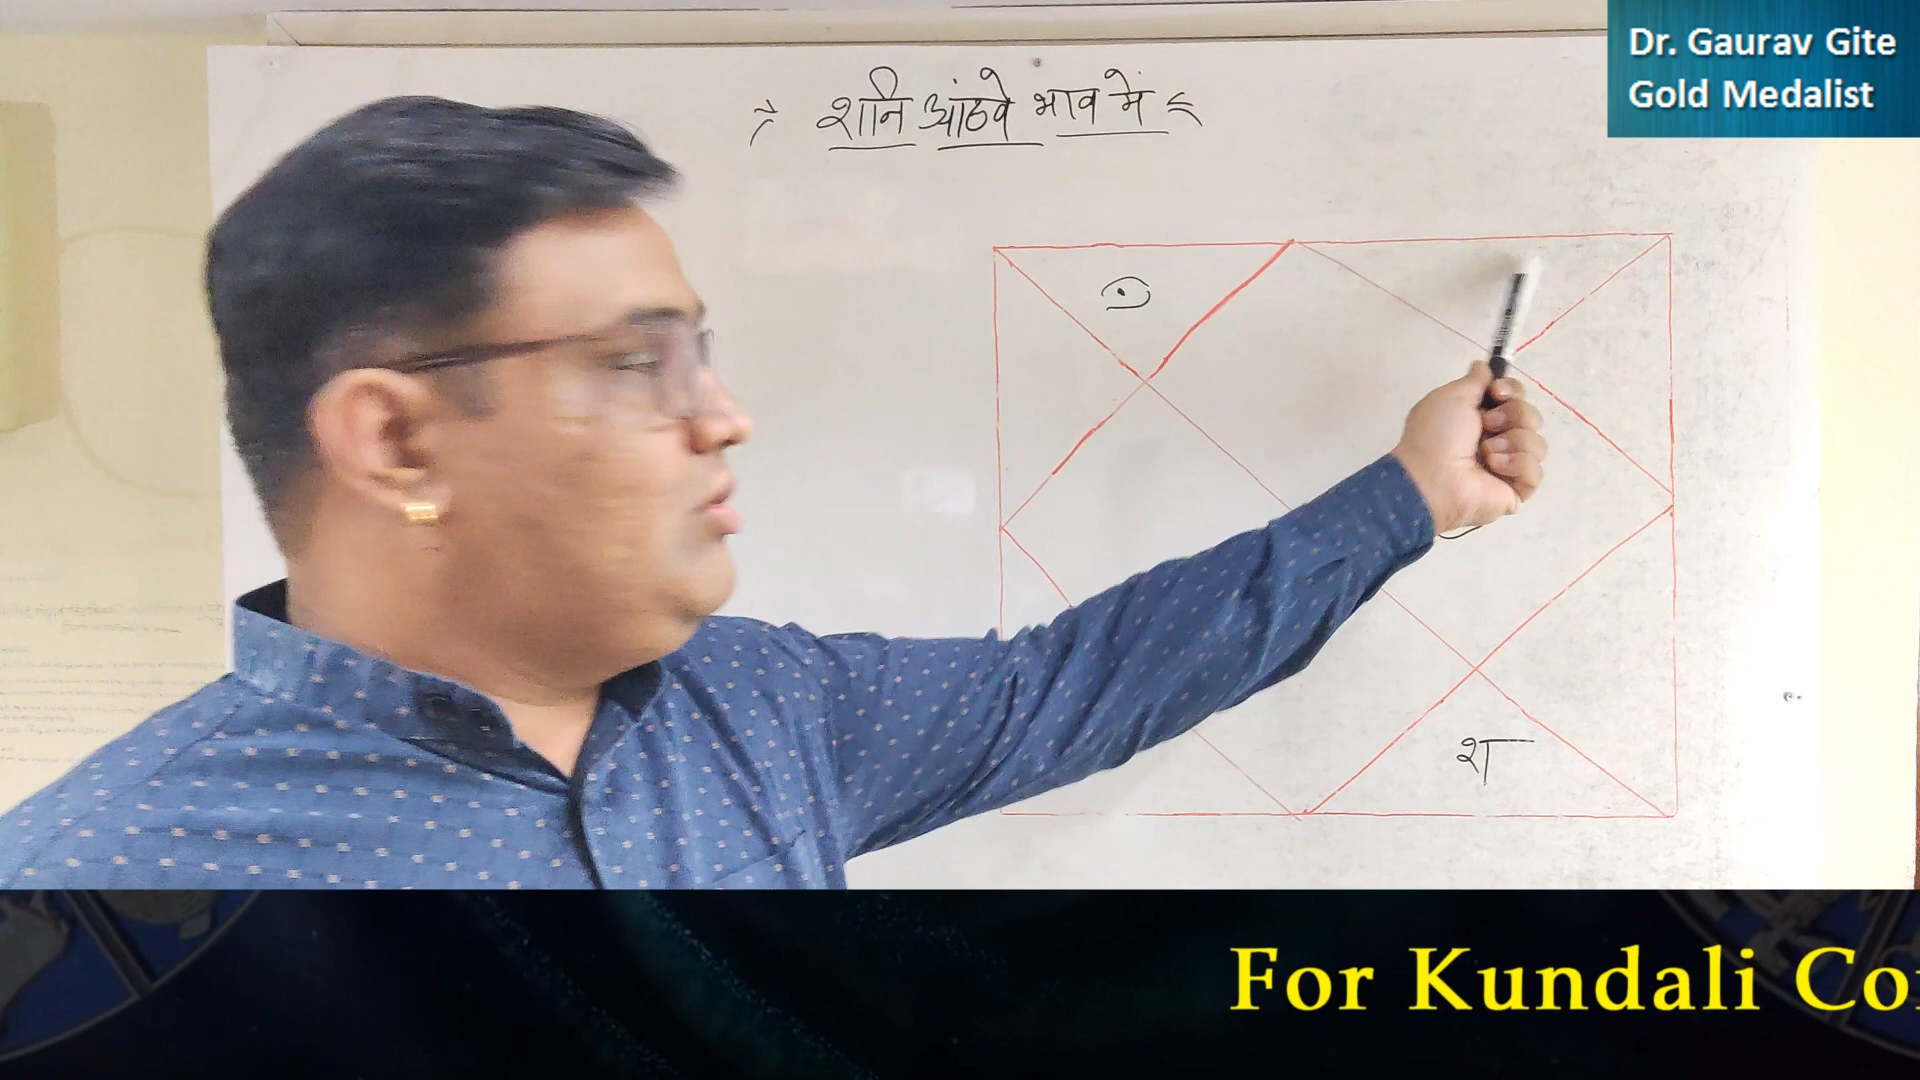 Dr. Gaurav Gite
Gold Medalist
शनि आंठवे भाव में
श
For Kundali Co